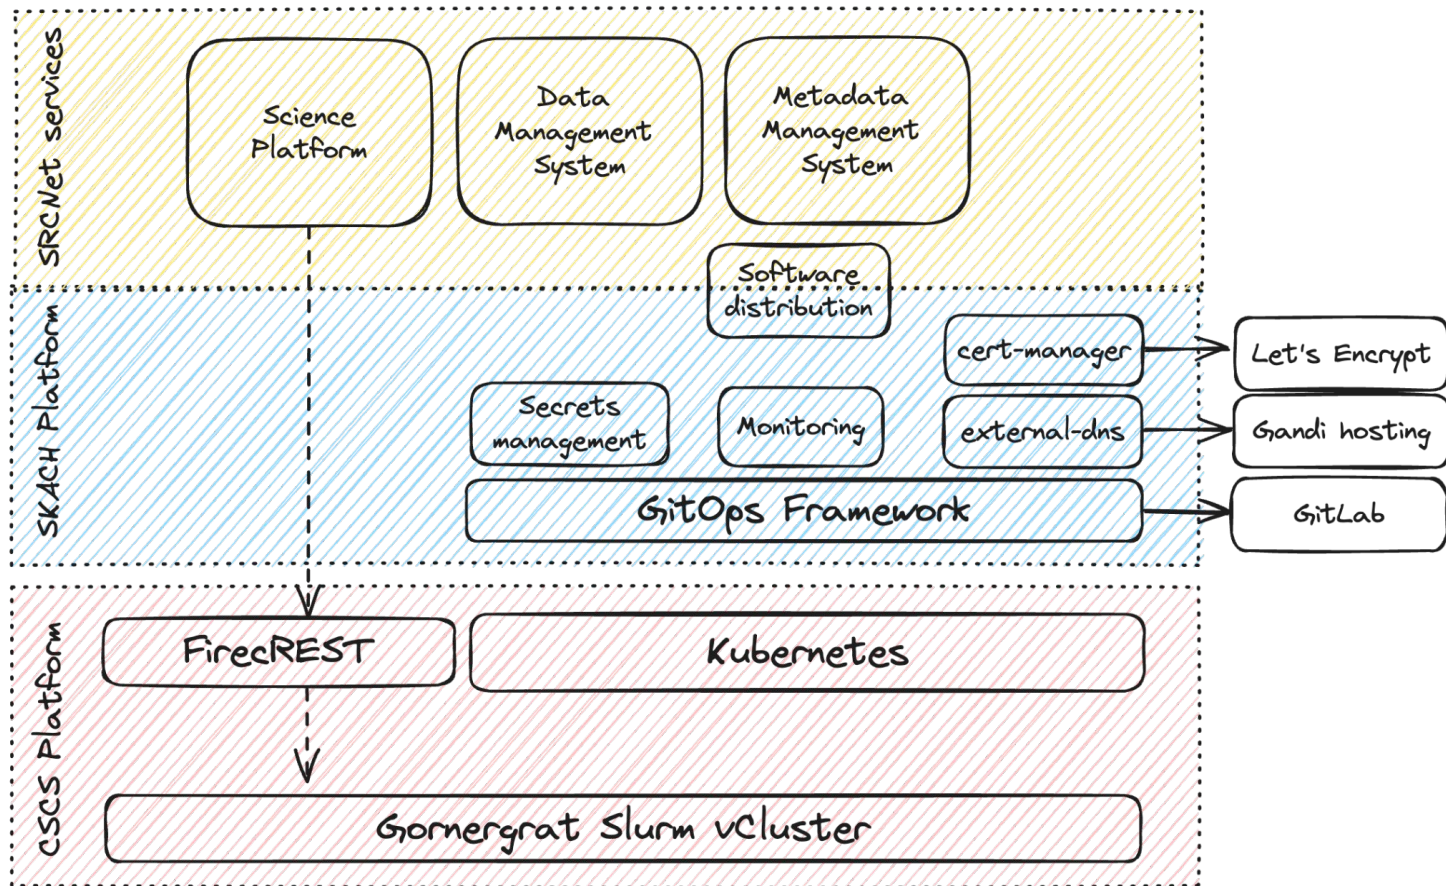 SRCNet services
Science
Platform
Data
Management
System
Metadata
Management
System
Software
distribution
SKACH Platform
cert-manager
Let's Encrypt
Secrets
management
Monitoring
external-dns
Gandi hosting
GitOps Framework
GitLab
CSCS Platform
FirecREST
Kubernetes
Gornergrat Slurm vCluster